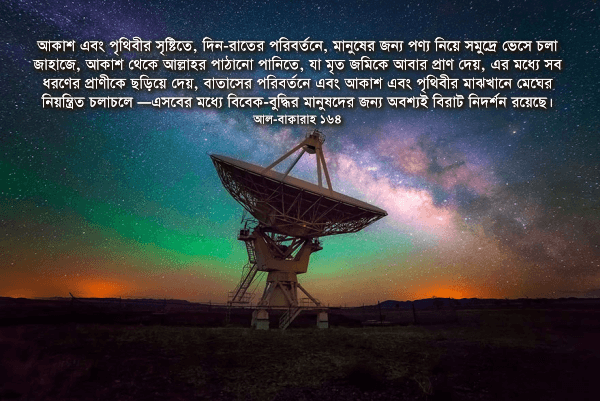 আকাশ এবং পৃথিবীর সৃষ্টিতে, দিন-রাতের পরিবর্তনে, মানুষের জন্য পণ্য নিয়ে সমুদ্রে ভেসে চলা
জাহাজে, আকাশ থেকে আল্লাহর পাঠানো পানিতে, যা মৃত জমিকে আবার প্রাণ দেয়, এর মধ্যে সব
ধরণের প্রাণীকে ছড়িয়ে দেয়, বাতাসের পরিবর্তনে এবং আকাশ এবং পৃথিবীর মাঝখানে মেঘের
নিয়ন্ত্রিত চলাচলে —এসবের মধ্যে বিবেক-বুদ্ধির মানুষদের জন্য অবশ্যই বিরাট নিদর্শন রয়েছে।
আল-বাক্বারাহ ১৬৪